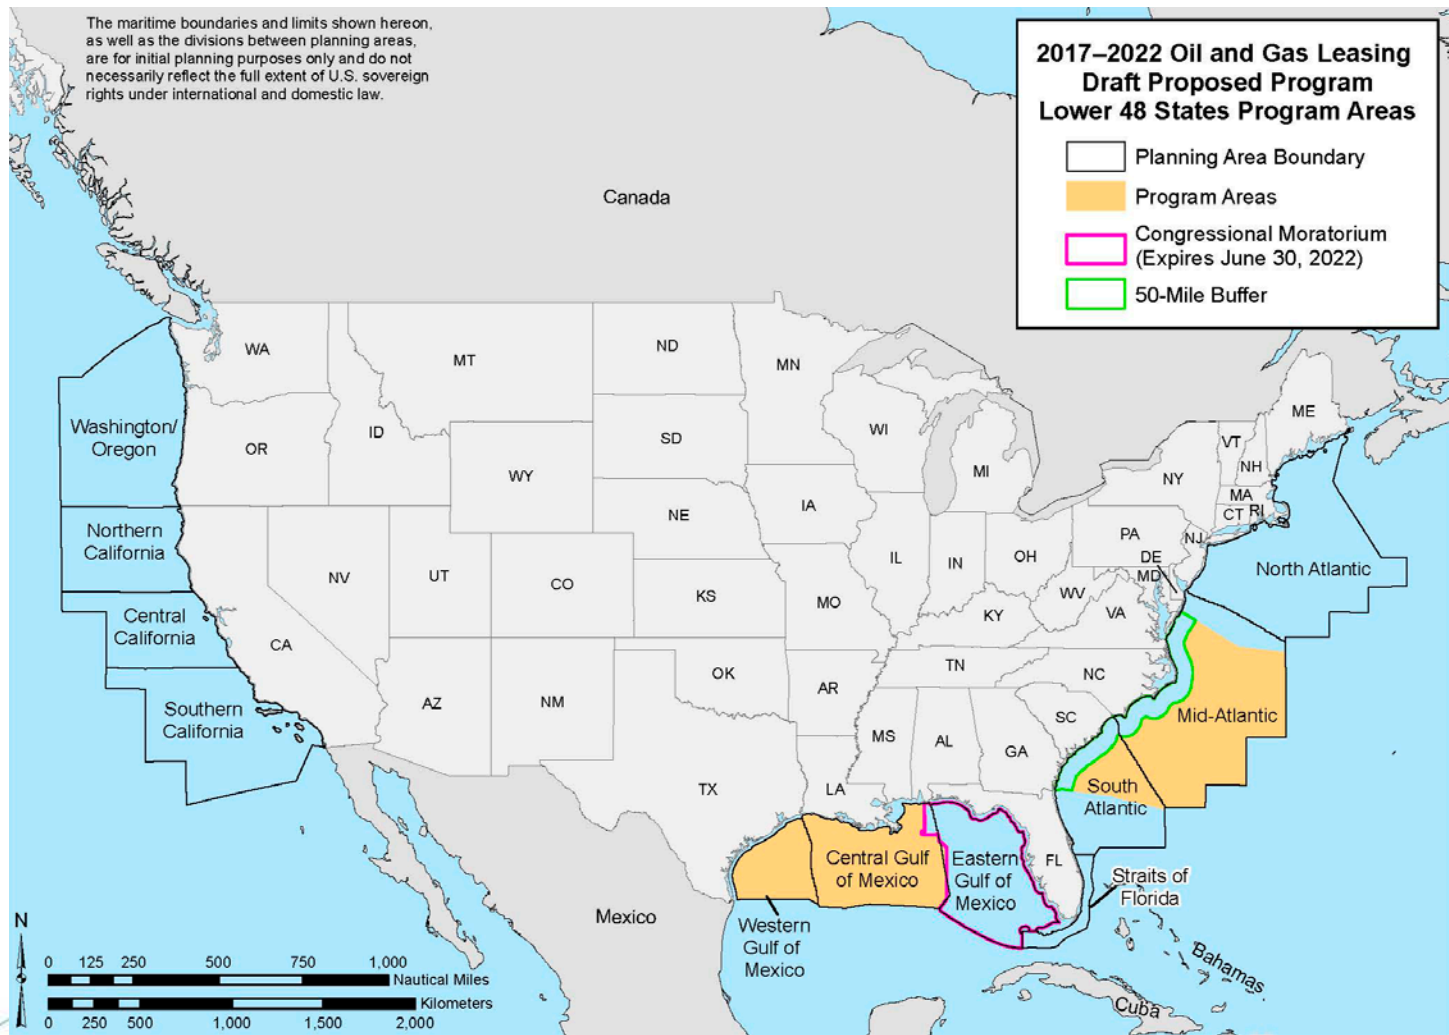 The maritime boundaries and limits shown hereon,
as well as the divisions between planning areas,
are for initial planning purposes only and do not
necessarily reflect the full extent of U.S. sovereign
rights under international and domestic law.
2017–2022 Oil and Gas Leasing
Draft Proposed Program
Lower 48 States Program Areas
Planning Area Boundary
Program Areas
Congressional Moratorium
(Expires June 30, 2022)
50-Mile Buffer
Canada
WA
MT
ND
MN
ME
Washington/
Oregon
OR
ID
SD
WI
MI
VT
NH
NY
MA
CT
RI
WY
IA
NE
PA
NJ
Northern
California
NV
UT
CO
IL
IN
OH
DE
MD
North Atlantic
KS
MO
WV
VA
KY
Central
California
CA
OK
TN
NC
AR
AZ
NM
SC
Mid-Atlantic
Southern
California
MS
AL
GA
TX
LA
South
Atlantic
Central Gulf
of Mexico
Eastern
Gulf of
Mexico
FL
Straits of
Florida
Mexico
Western
Gulf of
Mexico
Bahamas
Cuba
N
0 125 250 500 750 1,000
Nautical Miles
Kilometers
0 250 500 1,000 1,500 2,000